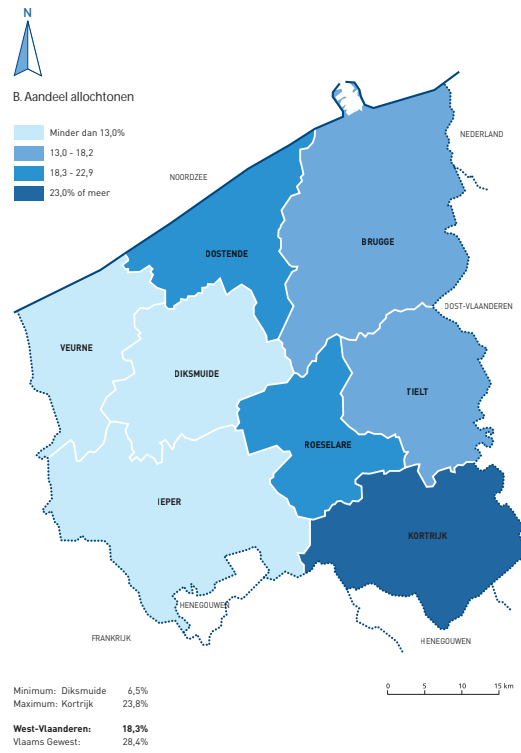 N
B. Aandeel allochtonen
Minder dan 13,0%
13,0 - 18,2
18,3 - 22,9
23,0% of meer
NEDERLAND
NOORDZEE
BRUGGE
OOSTENDE
OOST-VLAANDEREN
VEURNE
DIKSMUIDE
TIELT
ROESELARE
IEPER
KORTRIJK
HENEGOUWEN
FRANKRIJK
HENEGOUWEN
0 5 10 15 km
Minimum: Diksmuide 6,5%
Maximum: Kortrijk 23,8%
West-Vlaanderen: 18,3%
Vlaams Gewest: 28,4%